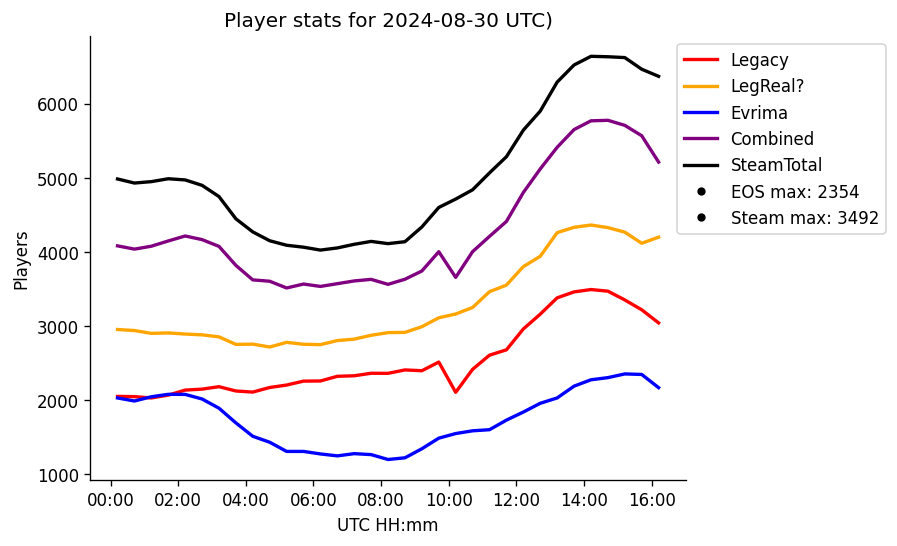 Player stats for 2024-08-30 UTC)
Legacy
LegReal?
Evrima
Combined
SteamTotal
EOS max: 2354
Steam max: 3492
Players
6000
5000
4000
3000
2000
1000
00:00 02:00 04:00 06:00 08:00 10:00 12:00 14:00 16:00
UTC HH:mm